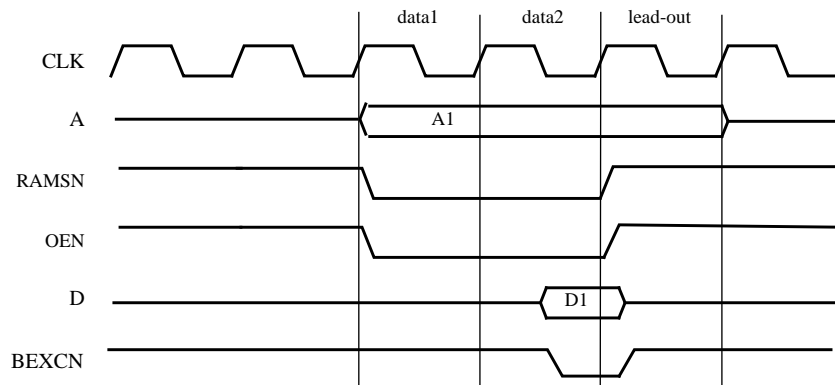 data1 data2 lead-out
CLK
A A1
RAMSN
OEN
D D1
BEXCN